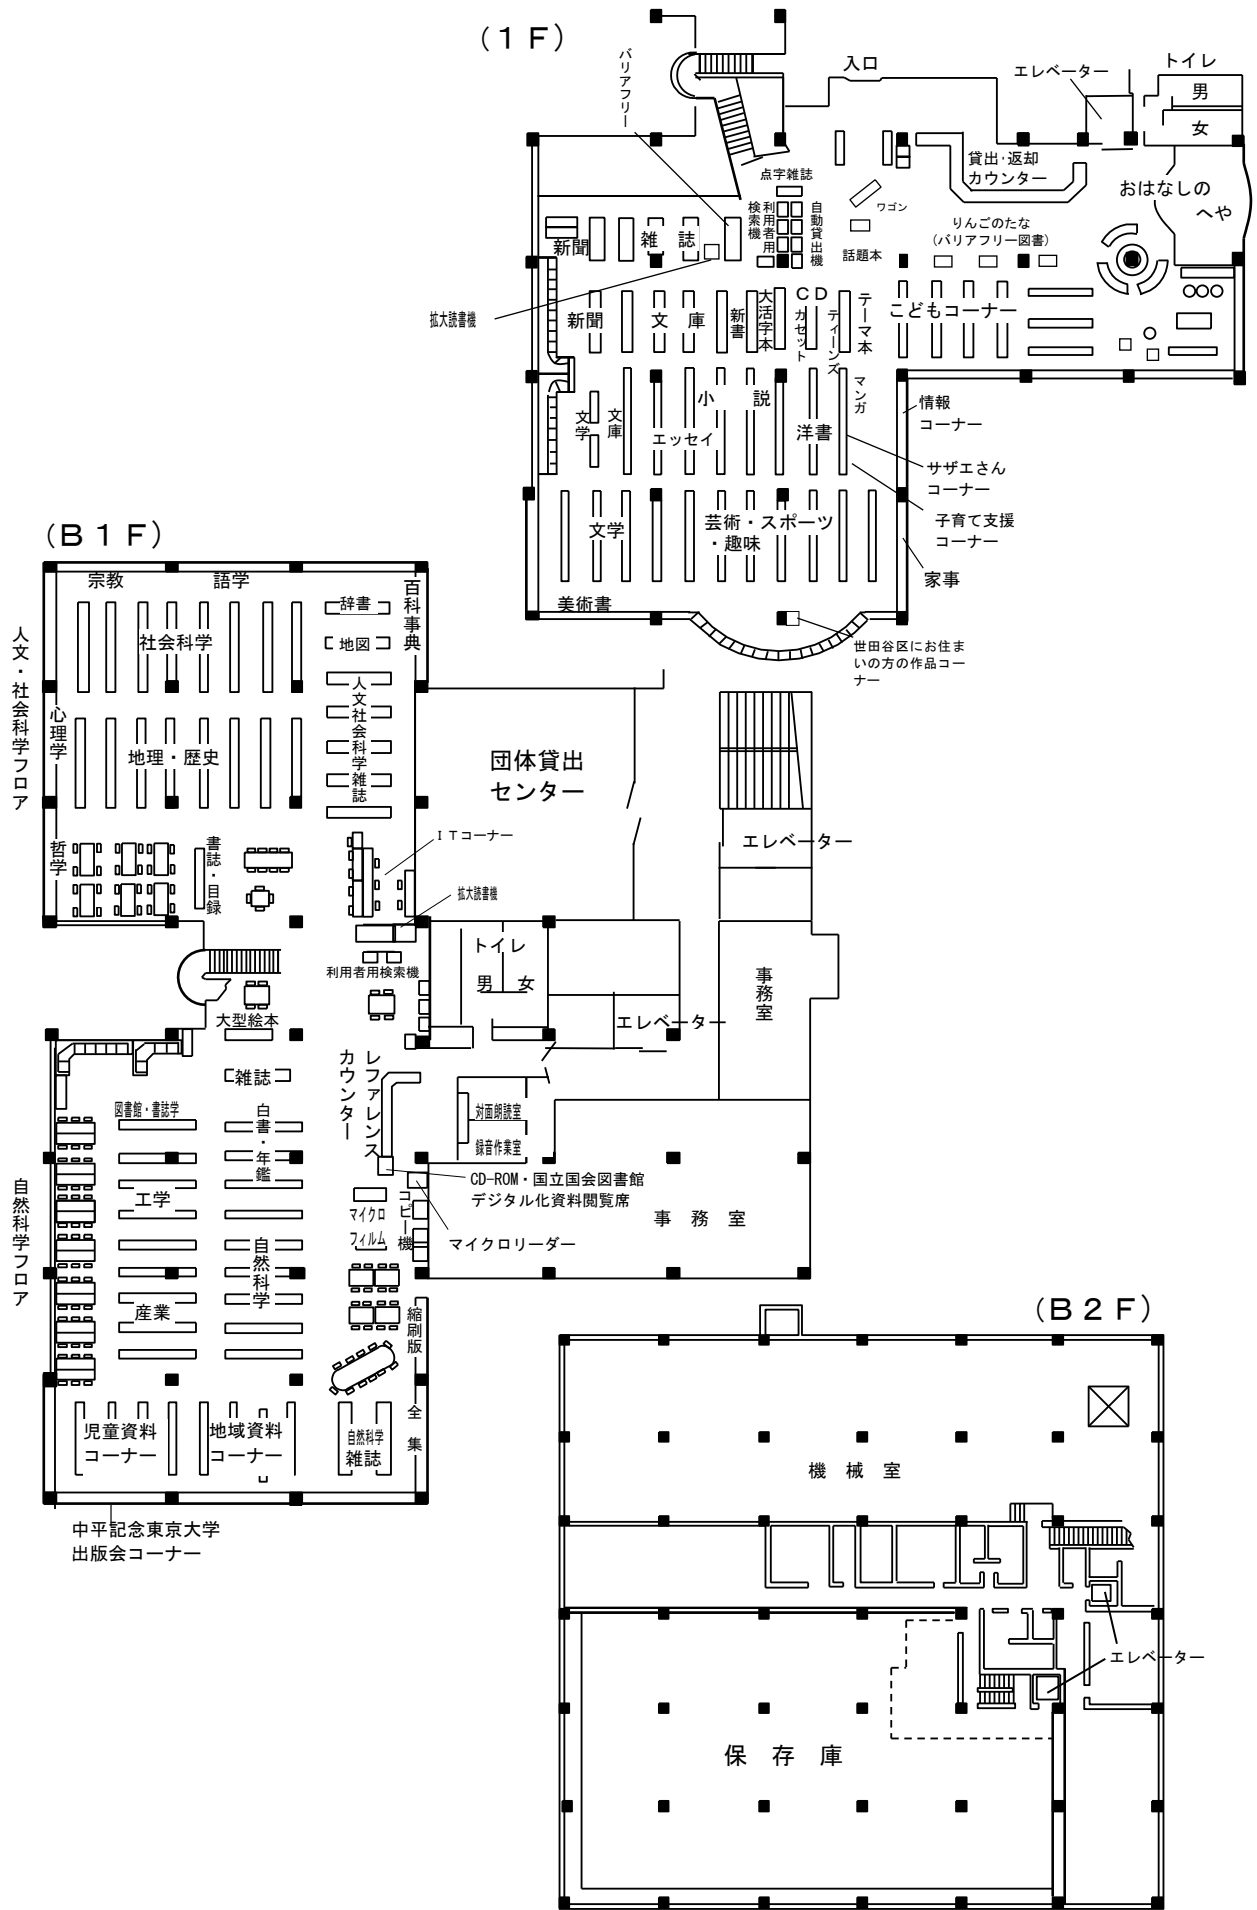 （１Ｆ）
バリアフリー
入口
エレベーター
トイレ
男
女
貸出・返却
カウンター
おはなしの
へや
点字雑誌
利用者用
検索機
自動貸出機
ワゴン
話題本
りんごのたな
(バリアフリー図書)
新聞
雑誌
拡大読書機
新聞
文庫
新書
大活字本
ＣＤ
カセット
ティーンズ
テーマ本
こどもコーナー
文学
文庫
小説
エッセイ
洋書
マンガ
情報
コーナー
サザエさん
コーナー
子育て支援
コーナー
家事
文学
芸術・スポーツ
・趣味
美術書
世田谷区にお住ま
いの方の作品コー
ナー
（Ｂ１Ｆ）
人文・社会科学フロア
宗教
語学
百科事典
辞書
社会科学
地図
人文社会科学雑誌
心理学
地理・歴史
哲学
書誌・目録
ＩＴコーナー
拡大読書機
団体貸出
センター
エレベーター
トイレ
男
女
利用者用検索機
大型絵本
エレベーター
事務室
レファレンス
カウンター
雑誌
図書館・書誌学
白書・年鑑
対面朗読室
録音作業室
CD-ROM・国立国会図書館
デジタル化資料閲覧席
自然科学フロア
工学
マイクロ
フィルム
コピー機
マイクロリーダー
事務室
自然科学
産業
縮刷版
児童資料
コーナー
地域資料
コーナー
自然科学
雑誌
全集
中平記念東京大学
出版会コーナー
（Ｂ２Ｆ）
機械室
エレベーター
保存庫